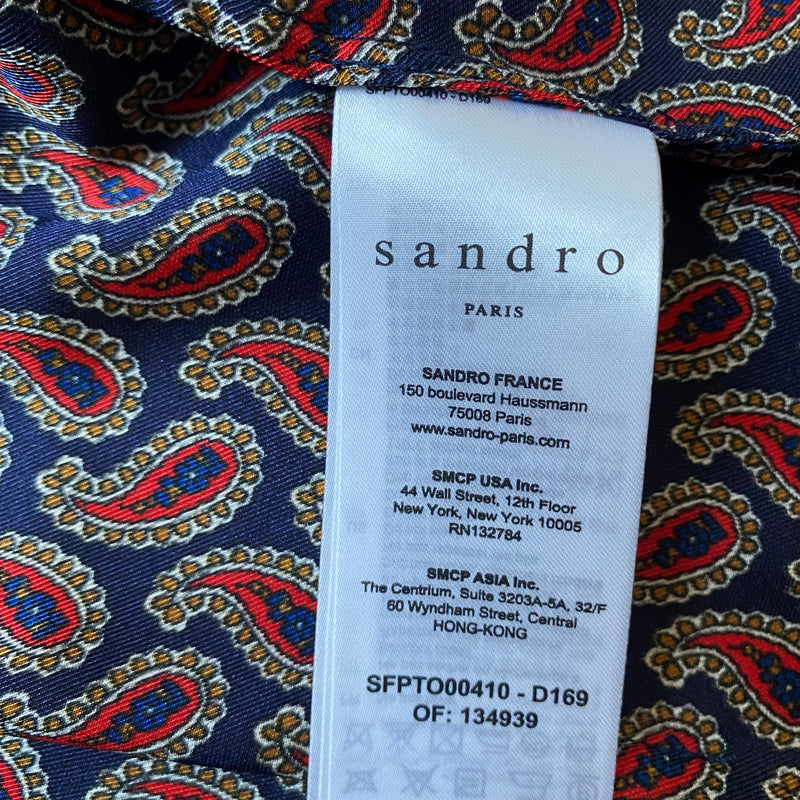 SFPTO00410 - D169
sandro
PARIS
SANDRO FRANCE
150 boulevard Haussmann
75008 Paris
www.sandro-paris.com
SMCP USA Inc.
44 Wall Street, 12th Floor
New York, New York 10005
RN132784
SMCP ASIA Inc.
The Centrium, Suite 3203A-5A, 32/F
60 Wyndham Street, Central
HONG-KONG
SFPTO00410 - D169
OF: 134939